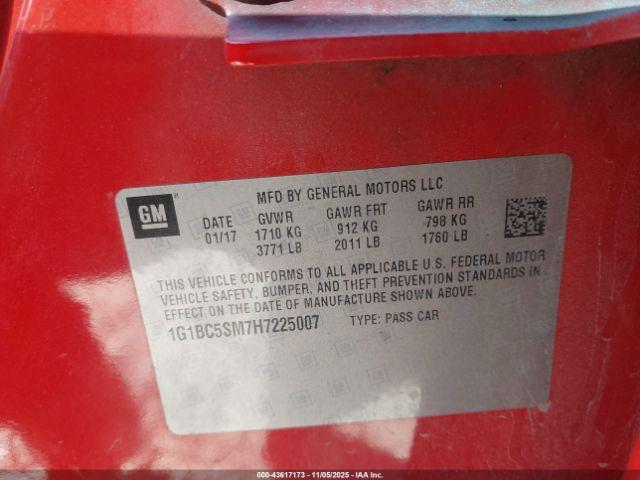 GM
MFD BY GENERAL MOTORS LLC
DATE GVWR GAWR FRT GAWR RR
01/17 1710 KG 912 KG 798 KG
3771 LB 2011 LB 1760 LB
THIS VEHICLE CONFORMS TO ALL APPLICABLE U.S. FEDERAL MOTOR
VEHICLE SAFETY, BUMPER, AND THEFT PREVENTION STANDARDS IN
EFFECT ON THE DATE OF MANUFACTURE SHOWN ABOVE.
1G1BC5SM7H7225007 TYPE: PASS CAR
000-43617173 | 11/05/2025 - IAA Inc.